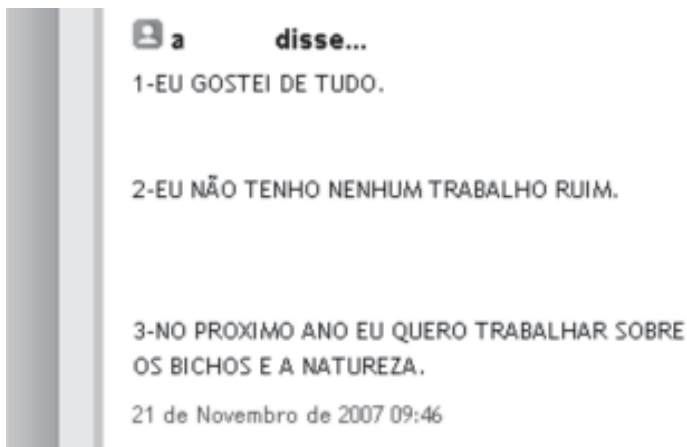 a disse...
1-EU GOSTEI DE TUDO.
2-EU NÃO TENHO NENHUM TRABALHO RUIM.
3-NO PROXIMO ANO EU QUERO TRABALHAR SOBRE
OS BICHOS E A NATUREZA.
21 de Novembro de 2007 09:46